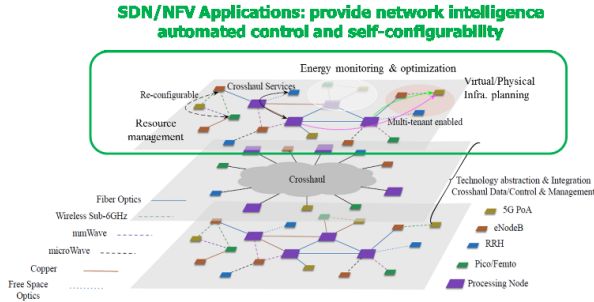 SDN/NFV Applications: provide network intelligence
automated control and self-configurability
Energy monitoring & optimization
Crosshaul Services
Virtual/Physical
Infra. planning
Re-configurable
Resource
management
Multi-tenant enabled
Crosshaul
Technology abstraction & Integration
Crosshaul Data/Control & Management
Fiber Optics
Wireless Sub-6GHz
mmWave
microWave
Copper
Free Space
Optics
5G PoA
eNodeB
RRH
Pico/Femto
Processing Node